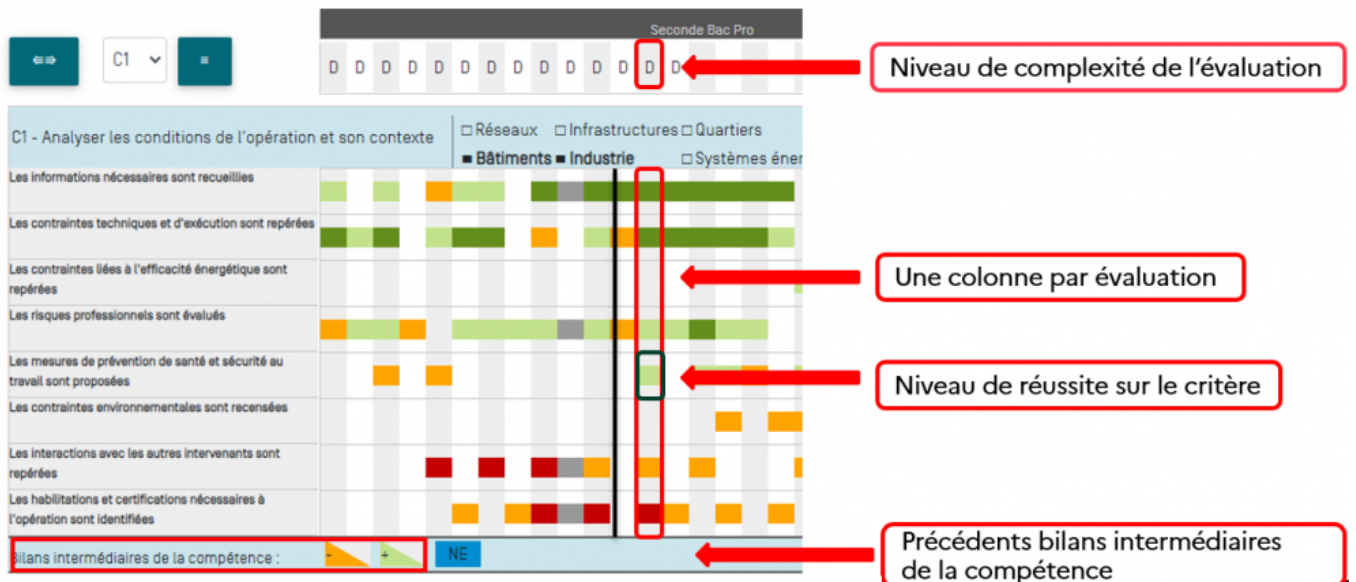 Seconde Bac Pro
⇐⇒ C1 ≡
D D D D D D D D D D D D D D
Niveau de complexité de l’évaluation
C1 - Analyser les conditions de l'opération et son contexte
□ Réseaux □ Infrastructures □ Quartiers
■ Bâtiments ■ Industrie □ Systèmes éner
Les informations nécessaires sont recueillies
Les contraintes techniques et d'exécution sont repérées
Les contraintes liées à l'efficacité énergétique sont
repérées
Une colonne par évaluation
Les risques professionnels sont évalués
Les mesures de prévention de santé et sécurité au
travail sont proposées
Niveau de réussite sur le critère
Les contraintes environnementales sont recensées
Les interactions avec les autres intervenants sont
repérées
Les habilitations et certifications nécessaires à
l'opération sont identifiées
Bilans intermédiaires de la compétence :
- + NE
Précédents bilans intermédiaires
de la compétence